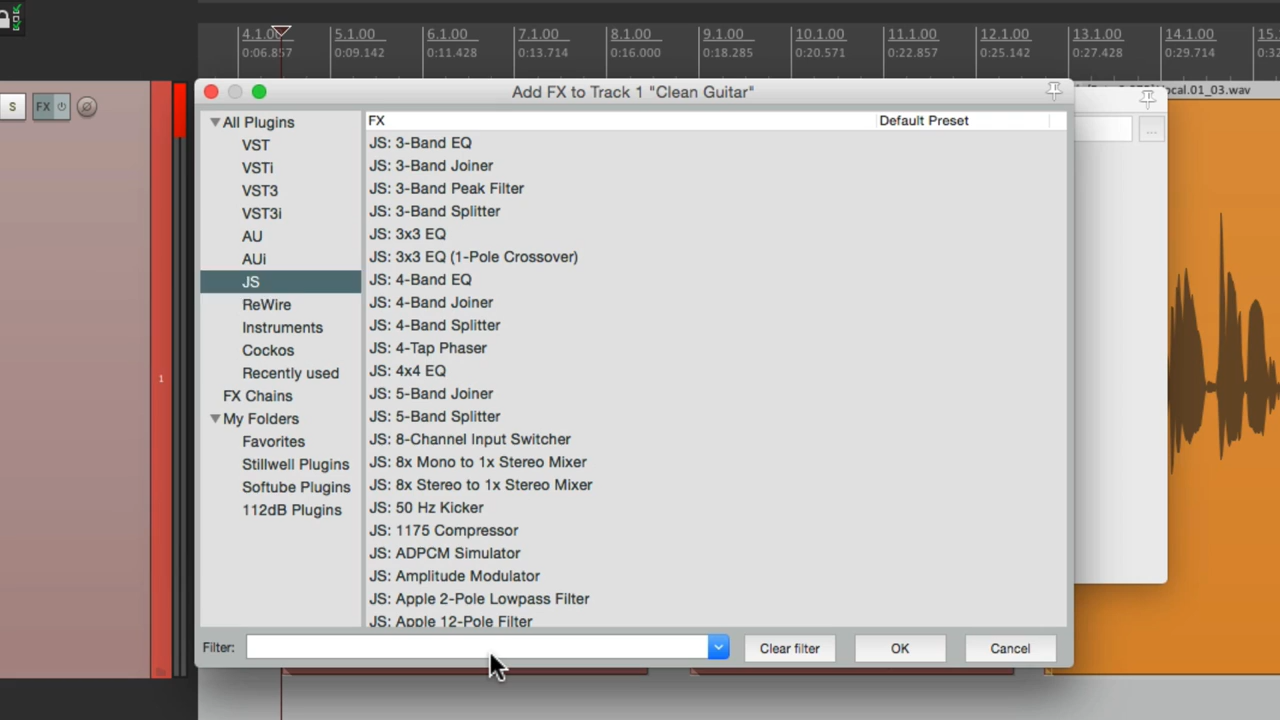 4.1.00 5.1.00 6.1.00 7.1.00 8.1.00 9.1.00 10.1.00 11.1.00 12.1.00 13.1.00 14.1.00
0:06.857 0:09.142 0:11.428 0:13.714 0:16.000 0:18.285 0:20.571 0:22.857 0:25.142 0:27.428 0:29.714
Add FX to Track 1 "Clean Guitar"
ocal.01_03.wav
S FX
...
1
All Plugins
VST
VSTi
VST3
VST3i
AU
AUi
JS
ReWire
Instruments
Cockos
Recently used
FX Chains
My Folders
Favorites
Stillwell Plugins
Softube Plugins
112dB Plugins
FX Default Preset
JS: 3-Band EQ
JS: 3-Band Joiner
JS: 3-Band Peak Filter
JS: 3-Band Splitter
JS: 3x3 EQ
JS: 3x3 EQ (1-Pole Crossover)
JS: 4-Band EQ
JS: 4-Band Joiner
JS: 4-Band Splitter
JS: 4-Tap Phaser
JS: 4x4 EQ
JS: 5-Band Joiner
JS: 5-Band Splitter
JS: 8-Channel Input Switcher
JS: 8x Mono to 1x Stereo Mixer
JS: 8x Stereo to 1x Stereo Mixer
JS: 50 Hz Kicker
JS: 1175 Compressor
JS: ADPCM Simulator
JS: Amplitude Modulator
JS: Apple 2-Pole Lowpass Filter
JS: Apple 12-Pole Filter
Filter: Clear filter OK Cancel